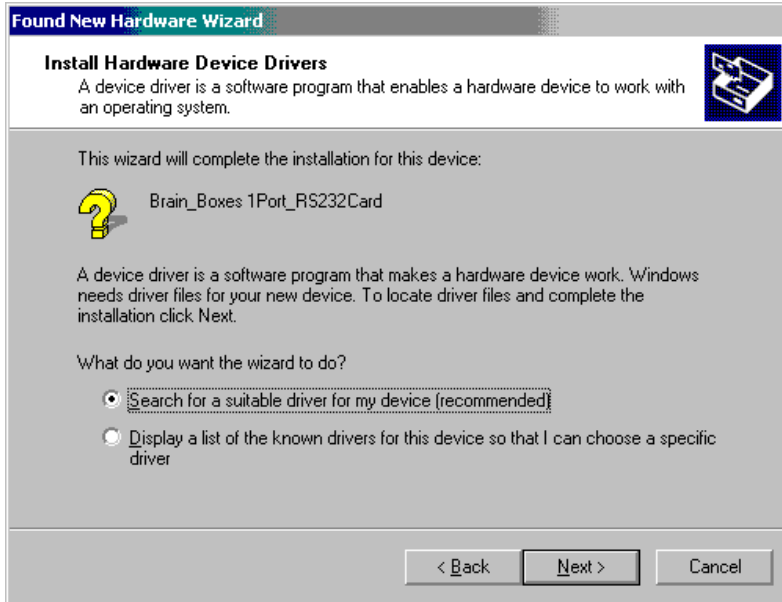 Found New Hardware Wizard
Install Hardware Device Drivers
A device driver is a software program that enables a hardware device to work with
an operating system.
This wizard will complete the installation for this device:
Brain_Boxes 1Port_RS232Card
A device driver is a software program that makes a hardware device work. Windows
needs driver files for your new device. To locate driver files and complete the
installation click Next.
What do you want the wizard to do?
Search for a suitable driver for my device (recommended)
Display a list of the known drivers for this device so that I can choose a specific
driver
< Back Next > Cancel